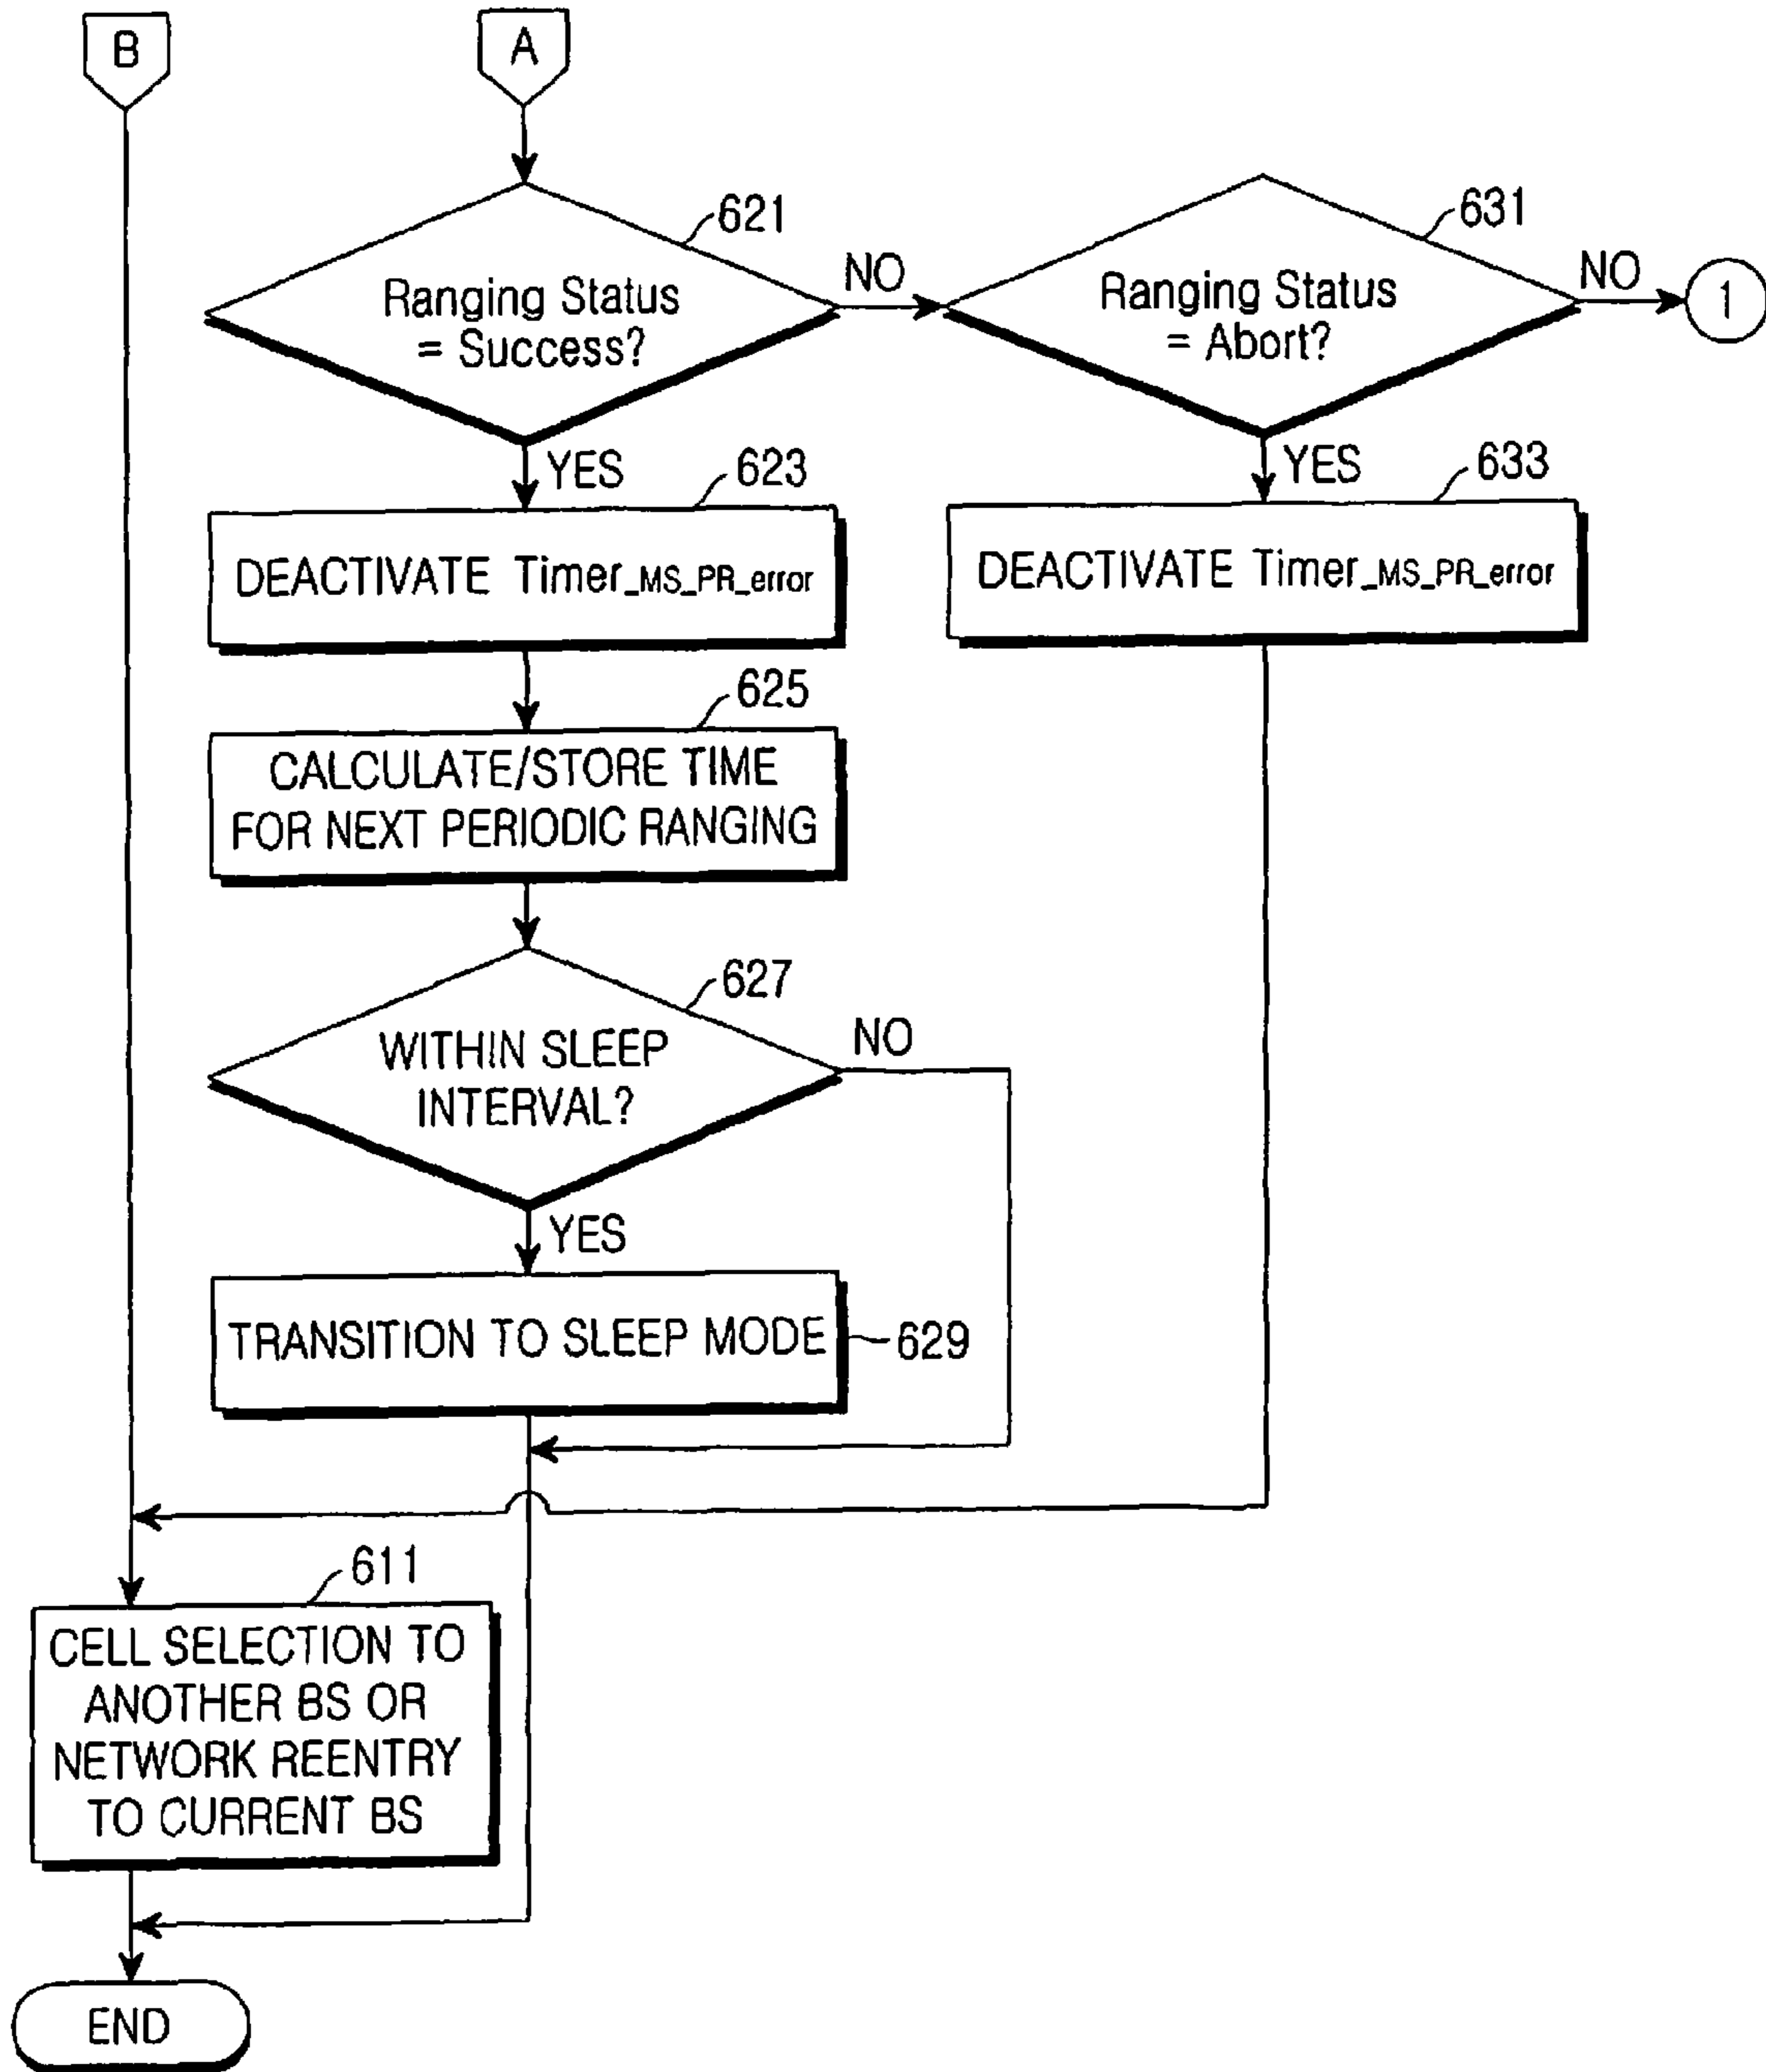 B
A
621
Ranging Status
= Success?
NO
631
Ranging Status
= Abort?
NO
1
YES
623
DEACTIVATE Timer_MS_PR_error
YES
633
DEACTIVATE Timer_MS_PR_error
625
CALCULATE/STORE TIME
FOR NEXT PERIODIC RANGING
627
WITHIN SLEEP
INTERVAL?
NO
YES
TRANSITION TO SLEEP MODE
629
611
CELL SELECTION TO
ANOTHER BS OR
NETWORK REENTRY
TO CURRENT BS
END